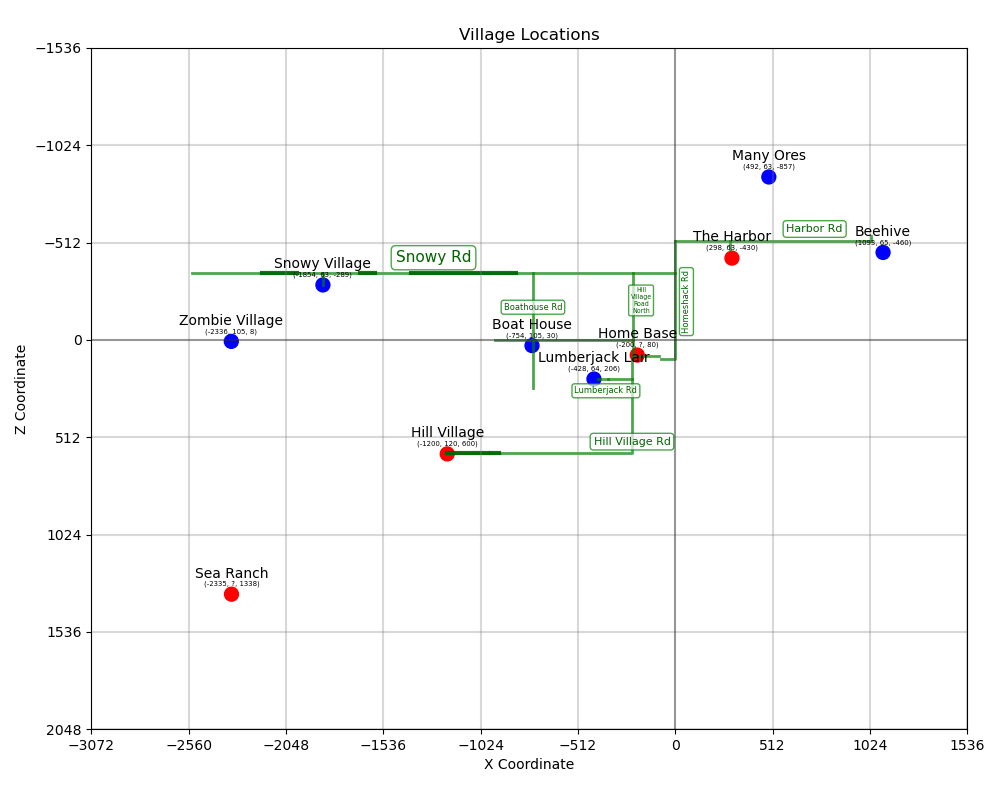 Village Locations
−1536
−1024
−512
0
512
1024
1536
2048
Z Coordinate
Many Ores
(492, 63, -857)
Harbor Rd
Beehive
(1093, 65, -460)
The Harbor
(298, 63, -430)
Snowy Rd
Snowy Village
(-1854, 63, -289)
Homeshack Rd
Hill
Village
Road
North
Boathouse Rd
Zombie Village
(-2336, 105, 8)
Boat House
(-754, 105, 30)
Home Base
(-200, ?, 80)
Lumberjack Lair
(-428, 64, 206)
Lumberjack Rd
Hill Village
(-1200, 120, 600)
Hill Village Rd
Sea Ranch
(-2335, ?, 1338)
−3072
−2560
−2048
−1536
−1024
−512
0
512
1024
1536
X Coordinate